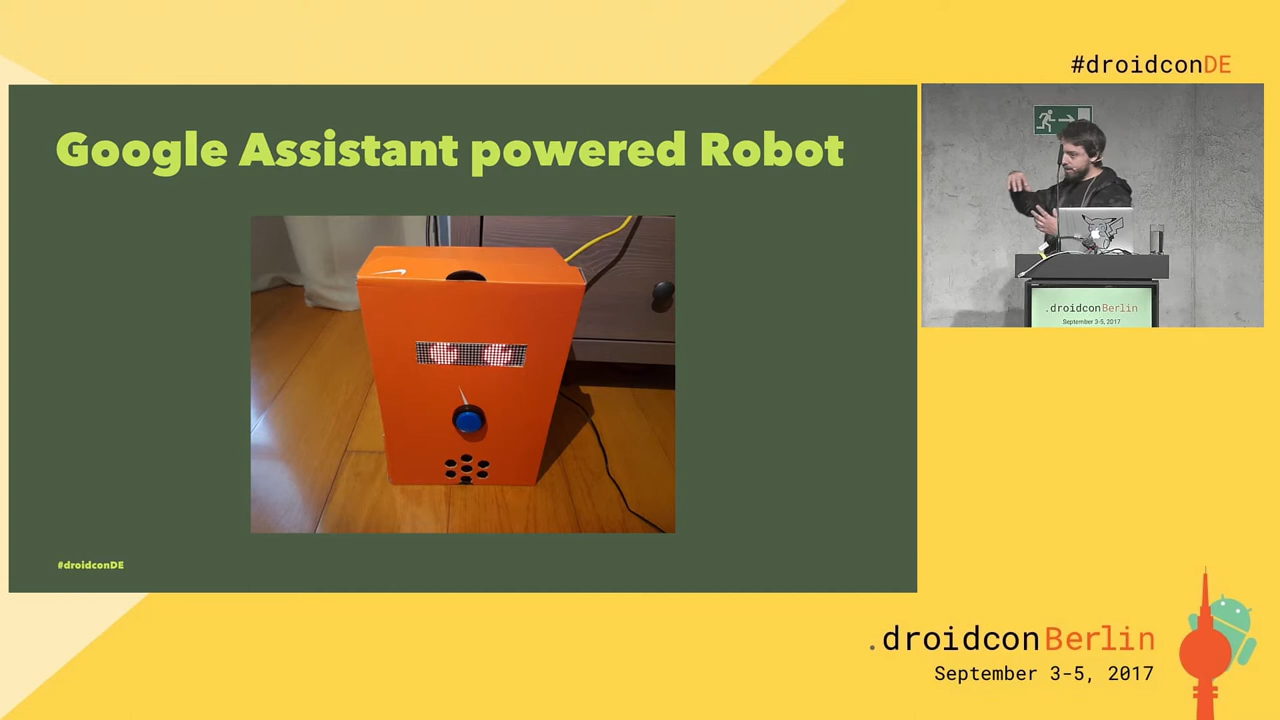 #droidconDE
Google Assistant powered Robot
.droidconBerlin
September 3-5, 2017
#droidconDE
.droidconBerlin
September 3-5, 2017